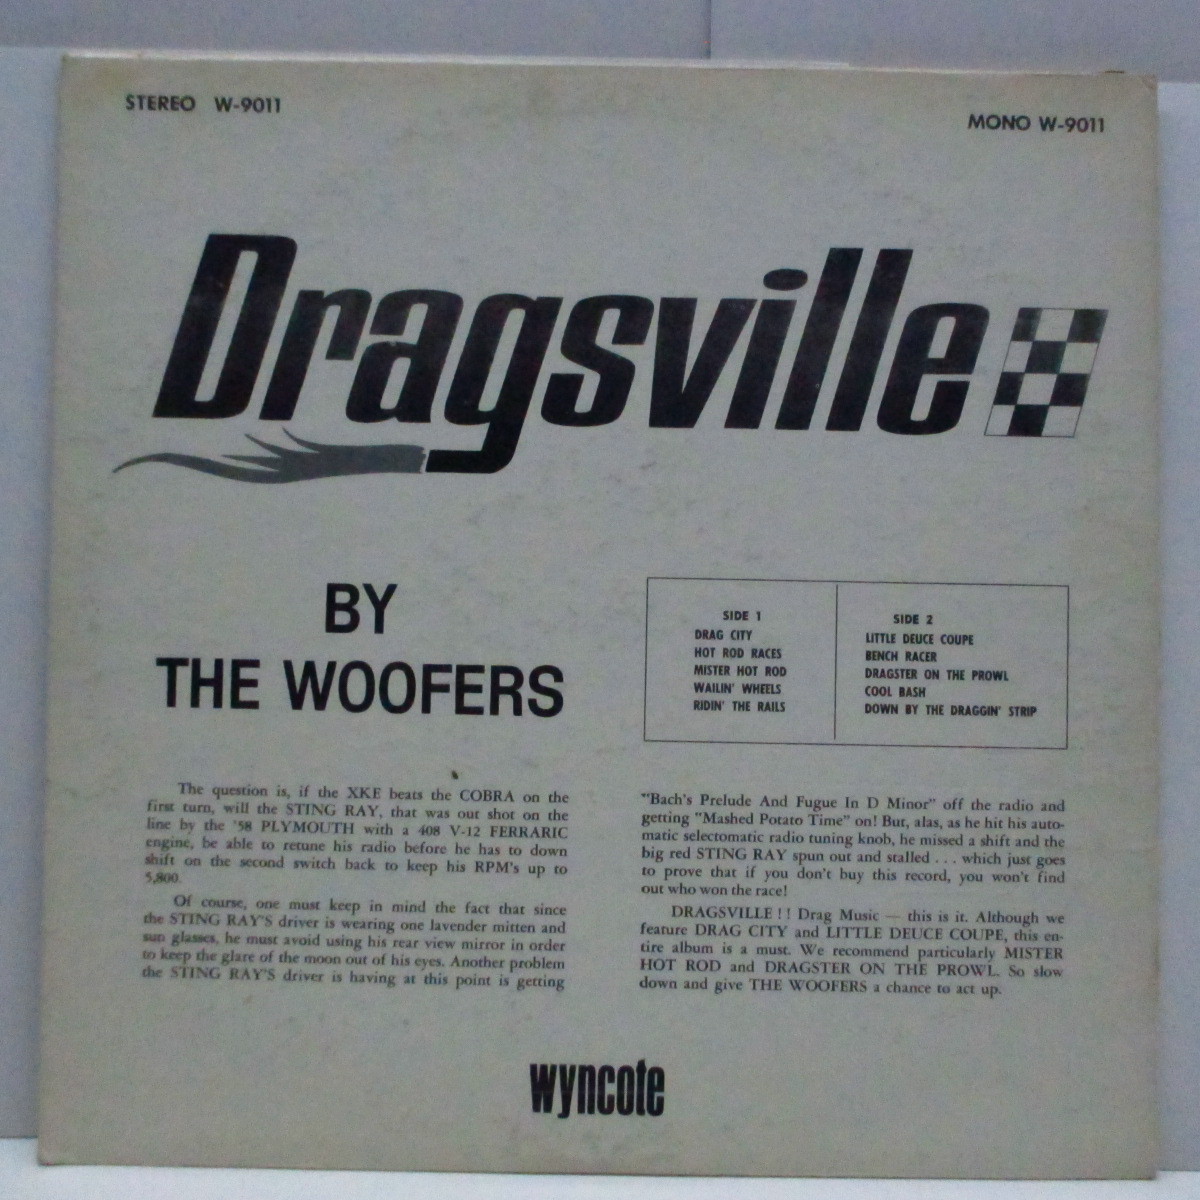 STEREO W-9011
MONO W-9011
Dragsville
BY
THE WOOFERS
SIDE 1
DRAG CITY
HOT ROD RACES
MISTER HOT ROD
WAILIN' WHEELS
RIDIN' THE RAILS
SIDE 2
LITTLE DEUCE COUPE
BENCH RACER
DRAGSTER ON THE PROWL
COOL BASH
DOWN BY THE DRAGGIN' STRIP
The question is, if the XKE beats the COBRA on the
first turn, will the STING RAY, that was out shot on the
line by the '58 PLYMOUTH with a 408 V-12 FERRARIC
engine, be able to retune his radio before he has to down
shift on the second switch back to keep his RPM's up to
5,800.
Of course, one must keep in mind the fact that since
the STING RAY'S driver is wearing one lavender mitten and
sun glasses, he must avoid using his rear view mirror in order
to keep the glare of the moon out of his eyes. Another problem
the STING RAY'S driver is having at this point is getting
"Bach's Prelude And Fugue In D Minor" off the radio and
getting "Mashed Potato Time" on! But, alas, as he hit his auto-
matic selectomatic radio tuning knob, he missed a shift and the
big red STING RAY spun out and stalled . . . which just goes
to prove that if you don't buy this record, you won't find
out who won the race!
DRAGSVILLE ! ! Drag Music — this is it. Although we
feature DRAG CITY and LITTLE DEUCE COUPE, this en-
tire album is a must. We recommend particularly MISTER
HOT ROD and DRAGSTER ON THE PROWL. So slow
down and give THE WOOFERS a chance to act up.
wyncote